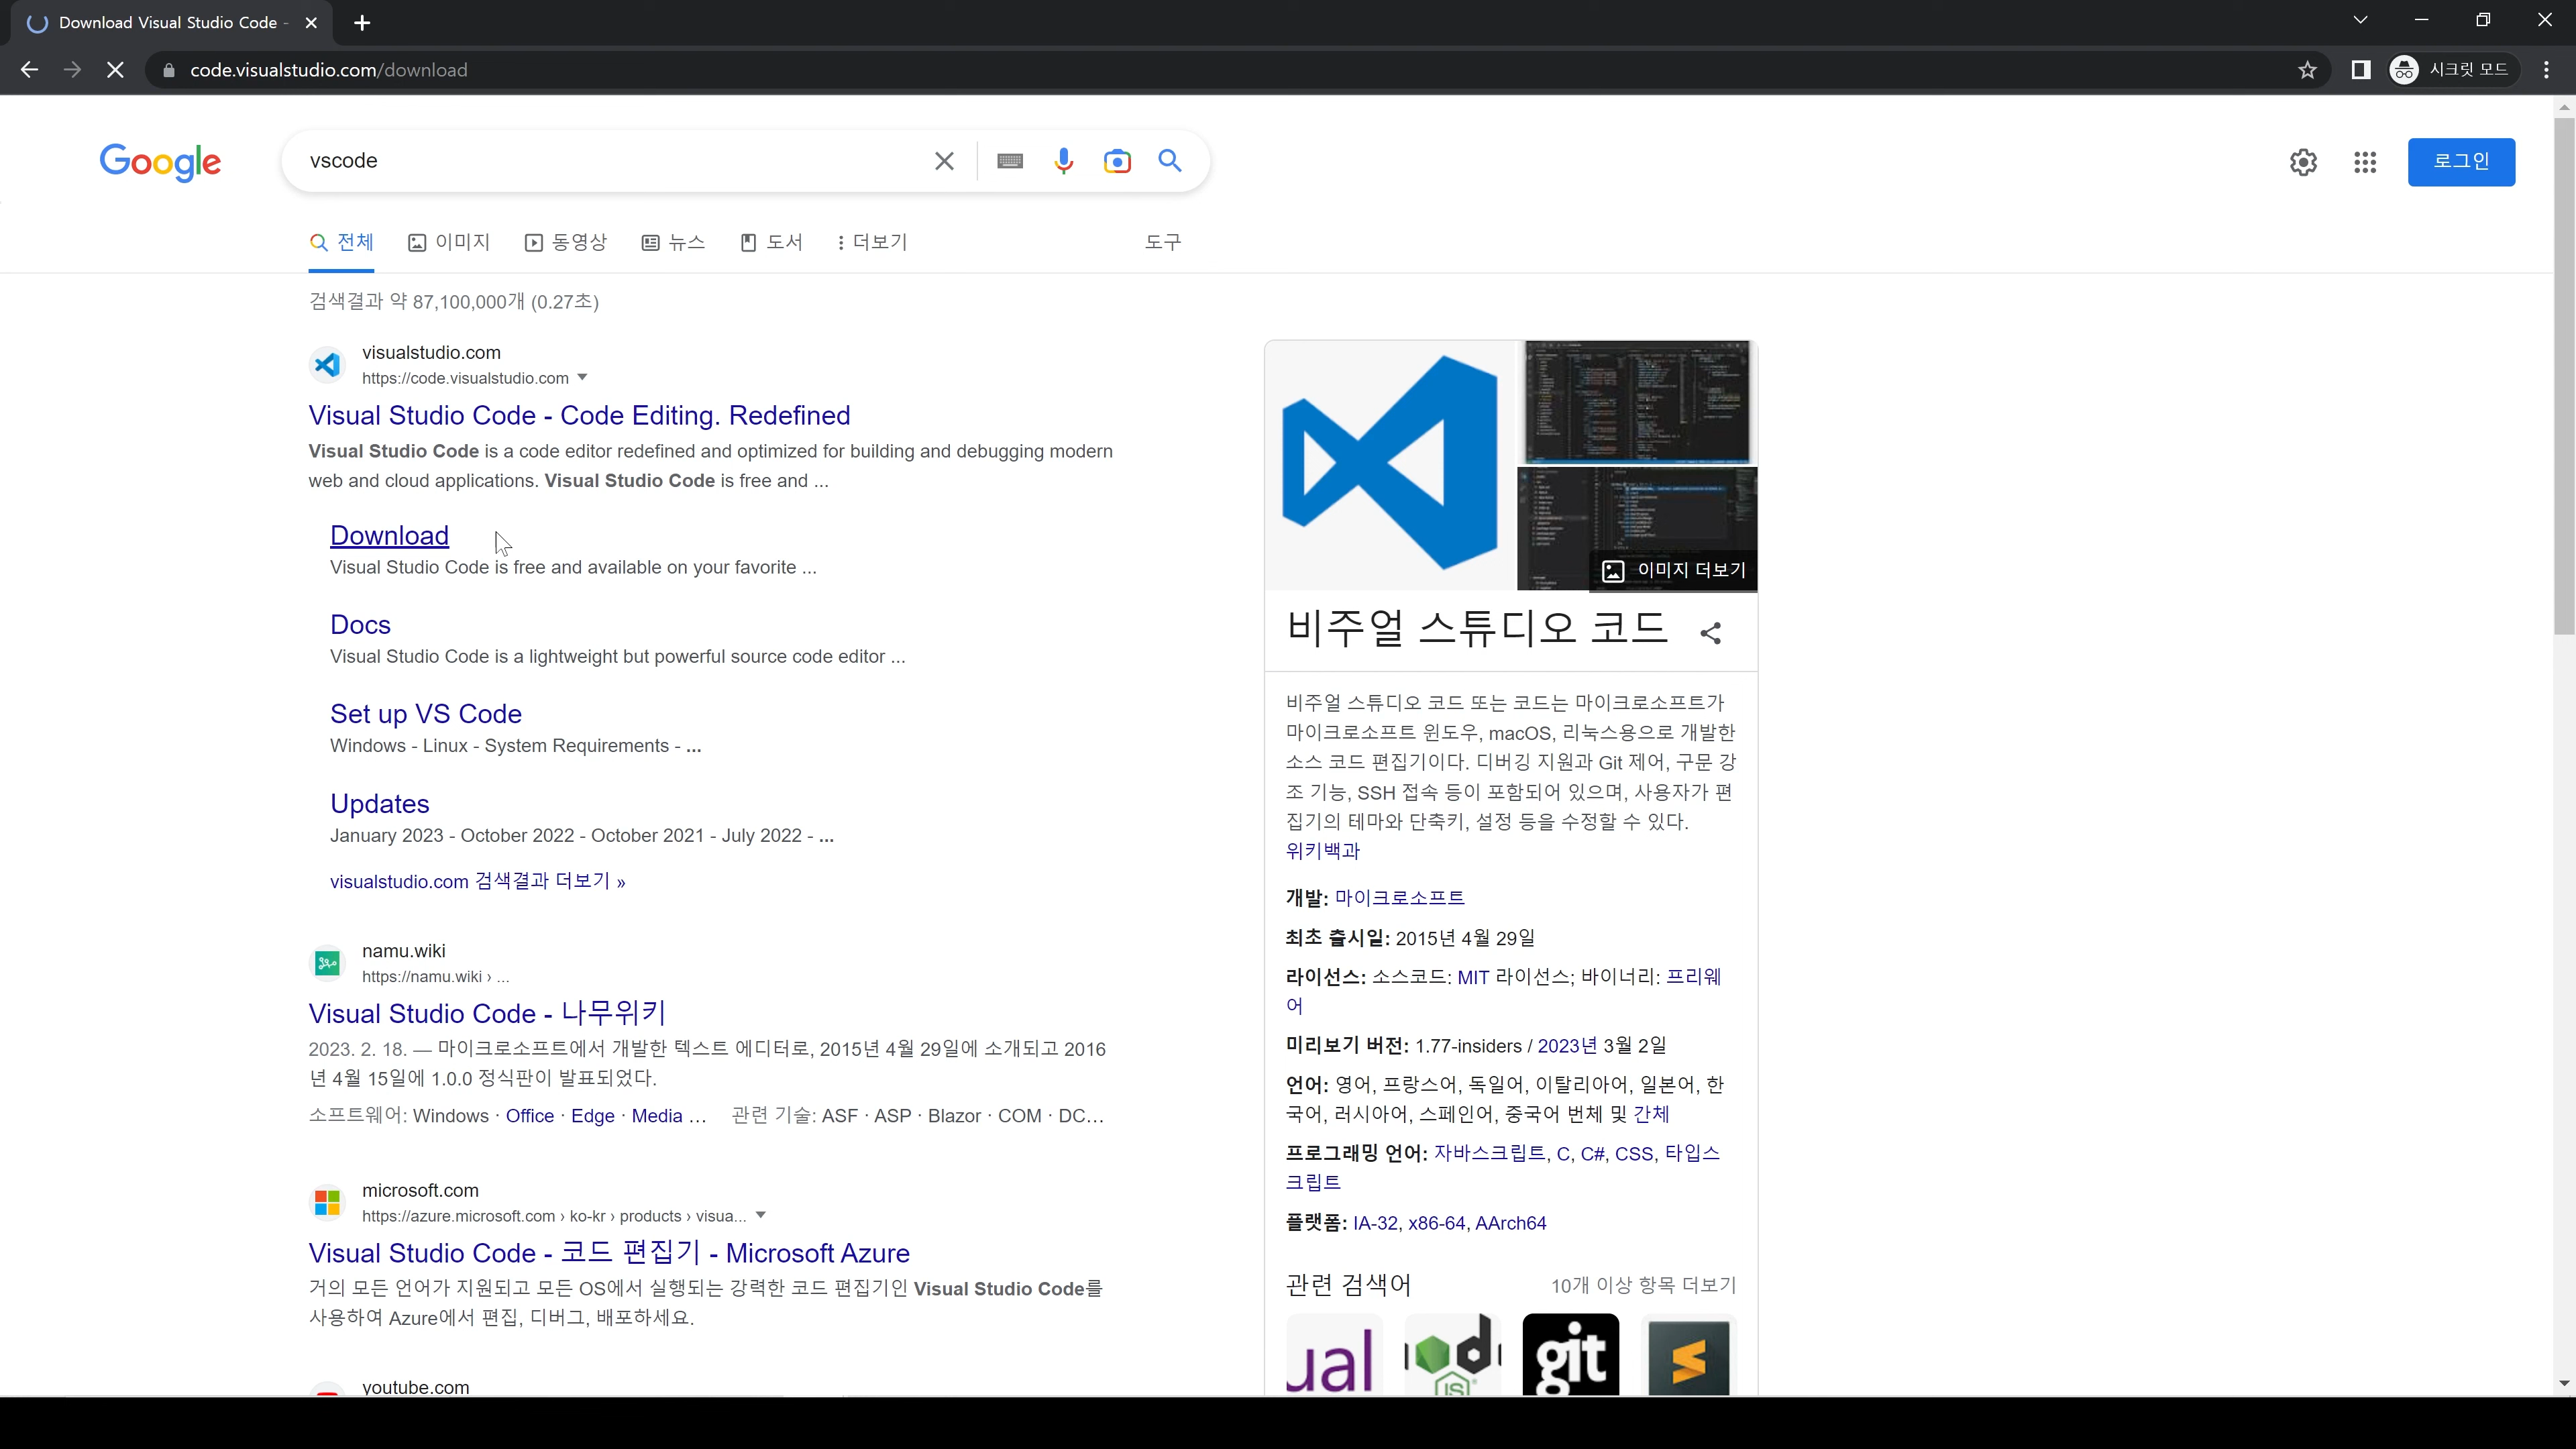 Download Visual Studio Code -
code.visualstudio.com/download
시크릿 모드
Google
vscode
로그인
전체
이미지
동영상
뉴스
도서
더보기
도구
검색결과 약 87,100,000개 (0.27초)
visualstudio.com
https://code.visualstudio.com
Visual Studio Code - Code Editing. Redefined
Visual Studio Code is a code editor redefined and optimized for building and debugging modern
web and cloud applications. Visual Studio Code is free and ...
Download
Visual Studio Code is free and available on your favorite ...
Docs
Visual Studio Code is a lightweight but powerful source code editor ...
Set up VS Code
Windows - Linux - System Requirements - ...
Updates
January 2023 - October 2022 - October 2021 - July 2022 - ...
visualstudio.com 검색결과 더보기 »
namu.wiki
https://namu.wiki › ...
Visual Studio Code - 나무위키
2023. 2. 18. — 마이크로소프트에서 개발한 텍스트 에디터로, 2015년 4월 29일에 소개되고 2016
년 4월 15일에 1.0.0 정식판이 발표되었다.
소프트웨어: Windows · Office · Edge · Media ... 관련 기술: ASF · ASP · Blazor · COM · DC...
microsoft.com
https://azure.microsoft.com › ko-kr › products › visua...
Visual Studio Code - 코드 편집기 - Microsoft Azure
거의 모든 언어가 지원되고 모든 OS에서 실행되는 강력한 코드 편집기인 Visual Studio Code를
사용하여 Azure에서 편집, 디버그, 배포하세요.
youtube.com
이미지 더보기
비주얼 스튜디오 코드
비주얼 스튜디오 코드 또는 코드는 마이크로소프트가
마이크로소프트 윈도우, macOS, 리눅스용으로 개발한
소스 코드 편집기이다. 디버깅 지원과 Git 제어, 구문 강
조 기능, SSH 접속 등이 포함되어 있으며, 사용자가 편
집기의 테마와 단축키, 설정 등을 수정할 수 있다.
위키백과
개발: 마이크로소프트
최초 출시일: 2015년 4월 29일
라이선스: 소스코드: MIT 라이선스; 바이너리: 프리웨
어
미리보기 버전: 1.77-insiders / 2023년 3월 2일
언어: 영어, 프랑스어, 독일어, 이탈리아어, 일본어, 한
국어, 러시아어, 스페인어, 중국어 번체 및 간체
프로그래밍 언어: 자바스크립트, C, C#, CSS, 타입스
크립트
플랫폼: IA-32, x86-64, AArch64
관련 검색어
10개 이상 항목 더보기
ual
d
JS
git